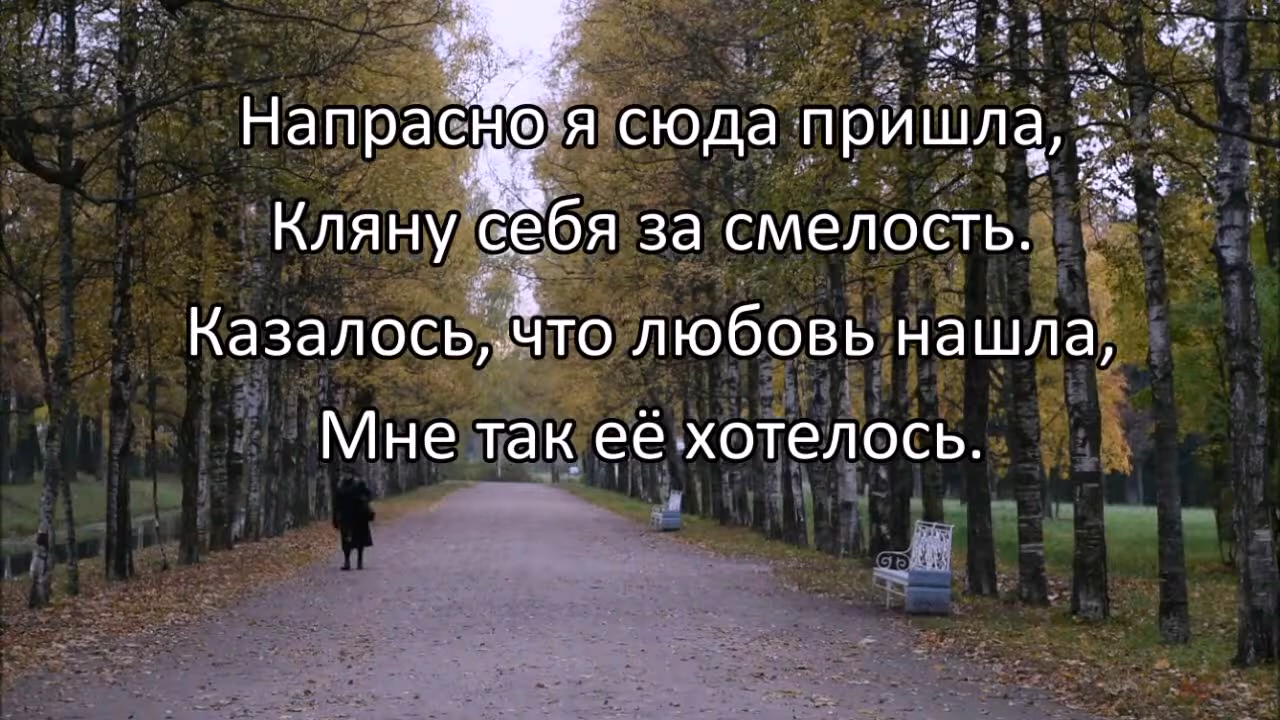 Напрасно я сюда пришла,
Кляну себя за смелость.
Казалось, что любовь нашла,
Мне так её хотелось.